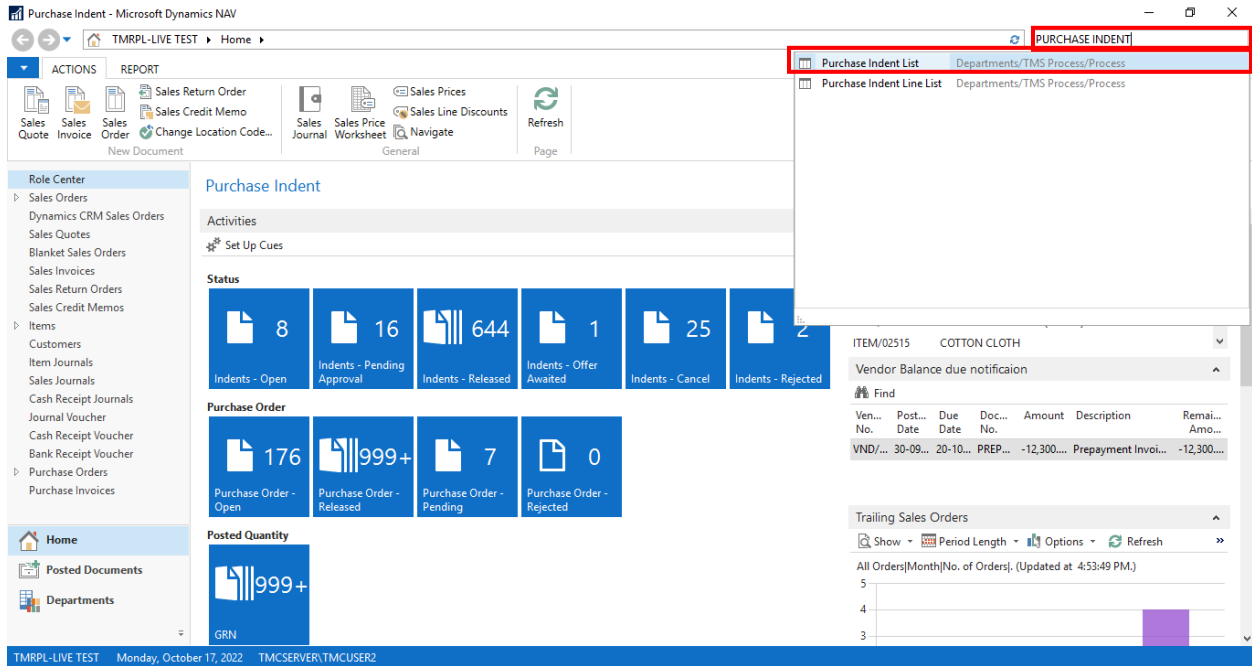 Purchase Indent - Microsoft Dynamics NAV
TMRPL-LIVE TEST Home
PURCHASE INDENT
Purchase Indent List Departments/TMS Process/Process
Purchase Indent Line List Departments/TMS Process/Process
ACTIONS REPORT
Sales Quote
Sales Invoice
Sales Order
Sales Return Order
Sales Credit Memo
Change Location Code...
New Document
Sales Journal
Sales Price Worksheet
Sales Prices
Sales Line Discounts
Navigate
General
Refresh
Page
Role Center
Sales Orders
Dynamics CRM Sales Orders
Sales Quotes
Blanket Sales Orders
Sales Invoices
Sales Return Orders
Sales Credit Memos
Items
Customers
Item Journals
Sales Journals
Cash Receipt Journals
Journal Voucher
Cash Receipt Voucher
Bank Receipt Voucher
Purchase Orders
Purchase Invoices
Home
Posted Documents
Departments
Purchase Indent
Activities
Set Up Cues
Status
8
Indents - Open
16
Indents - Pending Approval
644
Indents - Released
1
Indents - Offer Awaited
25
Indents - Cancel
2
Indents - Rejected
Purchase Order
176
Purchase Order - Open
999+
Purchase Order - Released
7
Purchase Order - Pending
0
Purchase Order - Rejected
Posted Quantity
999+
GRN
ITEM/02515 COTTON CLOTH
Vendor Balance due notificaion
Find
Ven... No. Post... Date Due Date Doc... No. Amount Description Remai... Amo...
VND/... 30-09... 20-10... PREP... -12,300.... Prepayment Invoi... -12,300....
Trailing Sales Orders
Show Period Length Options Refresh »
All Orders|Month|No. of Orders|. (Updated at 4:53:49 PM.)
5
4
3
TMRPL-LIVE TEST Monday, October 17, 2022 TMCSERVER\TMCUSER2